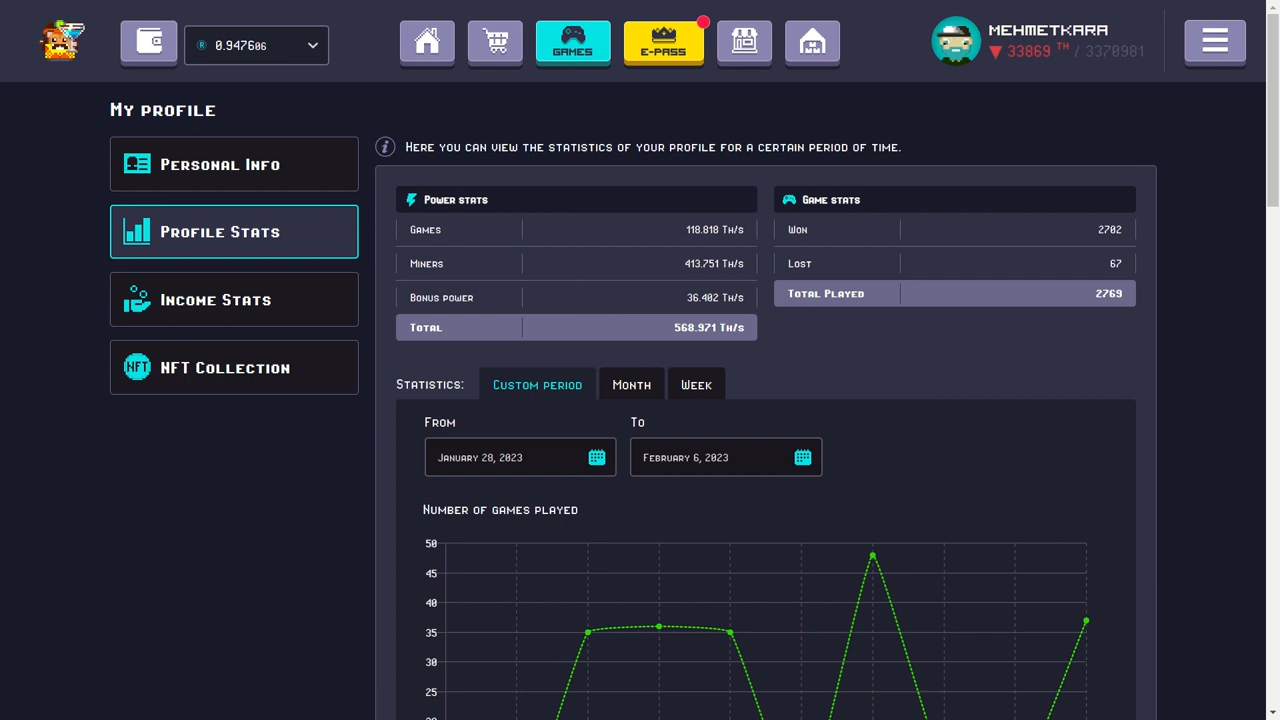 R 0.947686
GAMES
E-PASS
MEHMETKARA
33869 TH / 3370981
MY PROFILE
PERSONAL INFO
PROFILE STATS
INCOME STATS
NFT NFT COLLECTION
i HERE YOU CAN VIEW THE STATISTICS OF YOUR PROFILE FOR A CERTAIN PERIOD OF TIME.
POWER STATS
GAMES 118.818 TH/S
MINERS 413.751 TH/S
BONUS POWER 36.402 TH/S
TOTAL 568.971 TH/S
GAME STATS
WON 2702
LOST 67
TOTAL PLAYED 2769
STATISTICS: CUSTOM PERIOD MONTH WEEK
FROM TO
JANUARY 28, 2023 FEBRUARY 6, 2023
NUMBER OF GAMES PLAYED
50
45
40
35
30
25